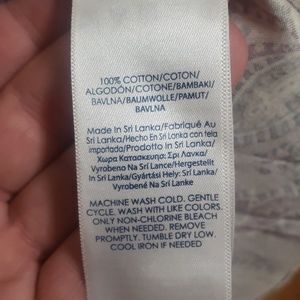 100% COTTON/COTON/
ALGODÓN/COTONE/BAMBAKI/
BAVLNA/BAUMWOLLE/PAMUT/
BAVLNA
Made In Sri Lanka/Fabriqué Au
Sri Lanka/Hecho En Sri Lanka con tela
importada/Prodotto In Sri Lanka/
Χωρα Κατασκευησ: Σρι Λανκα/
Vyrobeno Na Srí Lance/Hergestellt
In Sri Lanka/Gyártási Hely: Sri Lanka/
Vyrobené Na Srí Lanke
MACHINE WASH COLD. GENTLE
CYCLE. WASH WITH LIKE COLORS.
ONLY NON-CHLORINE BLEACH
WHEN NEEDED. REMOVE
PROMPTLY. TUMBLE DRY LOW.
COOL IRON IF NEEDED